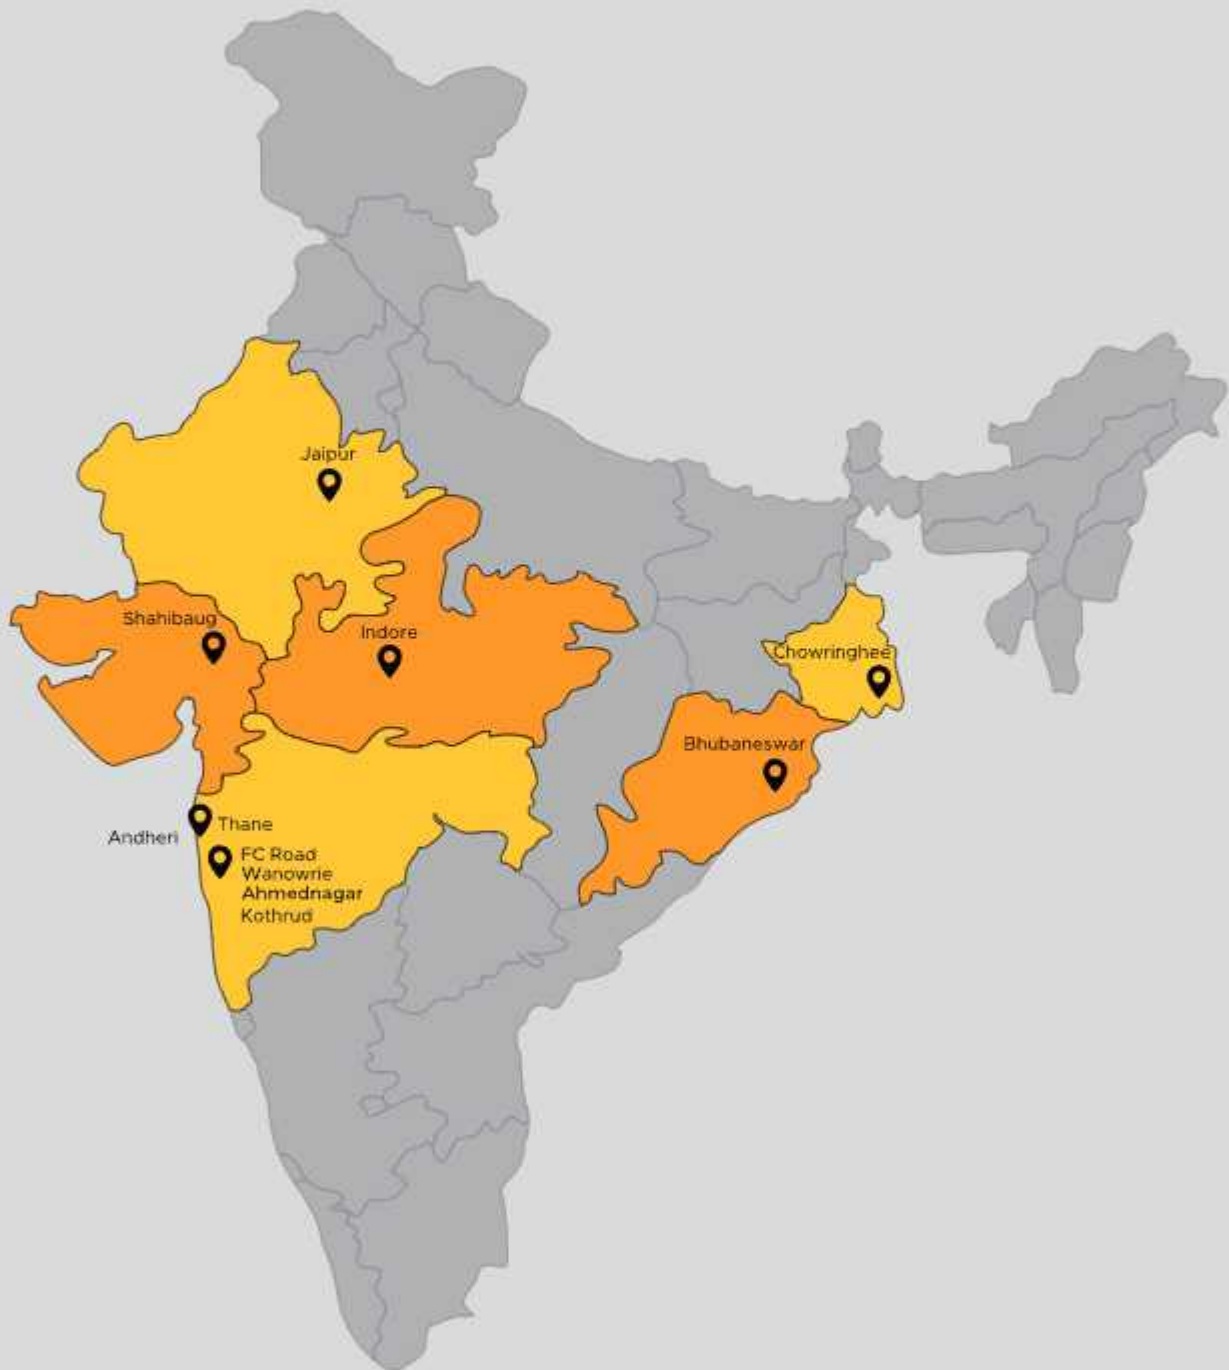 Jaipur
Shahibaug
Indore
Chowringhee
Bhubaneswar
Thane
Andheri
FC Road
Wanowrie
Ahmednagar
Kothrud